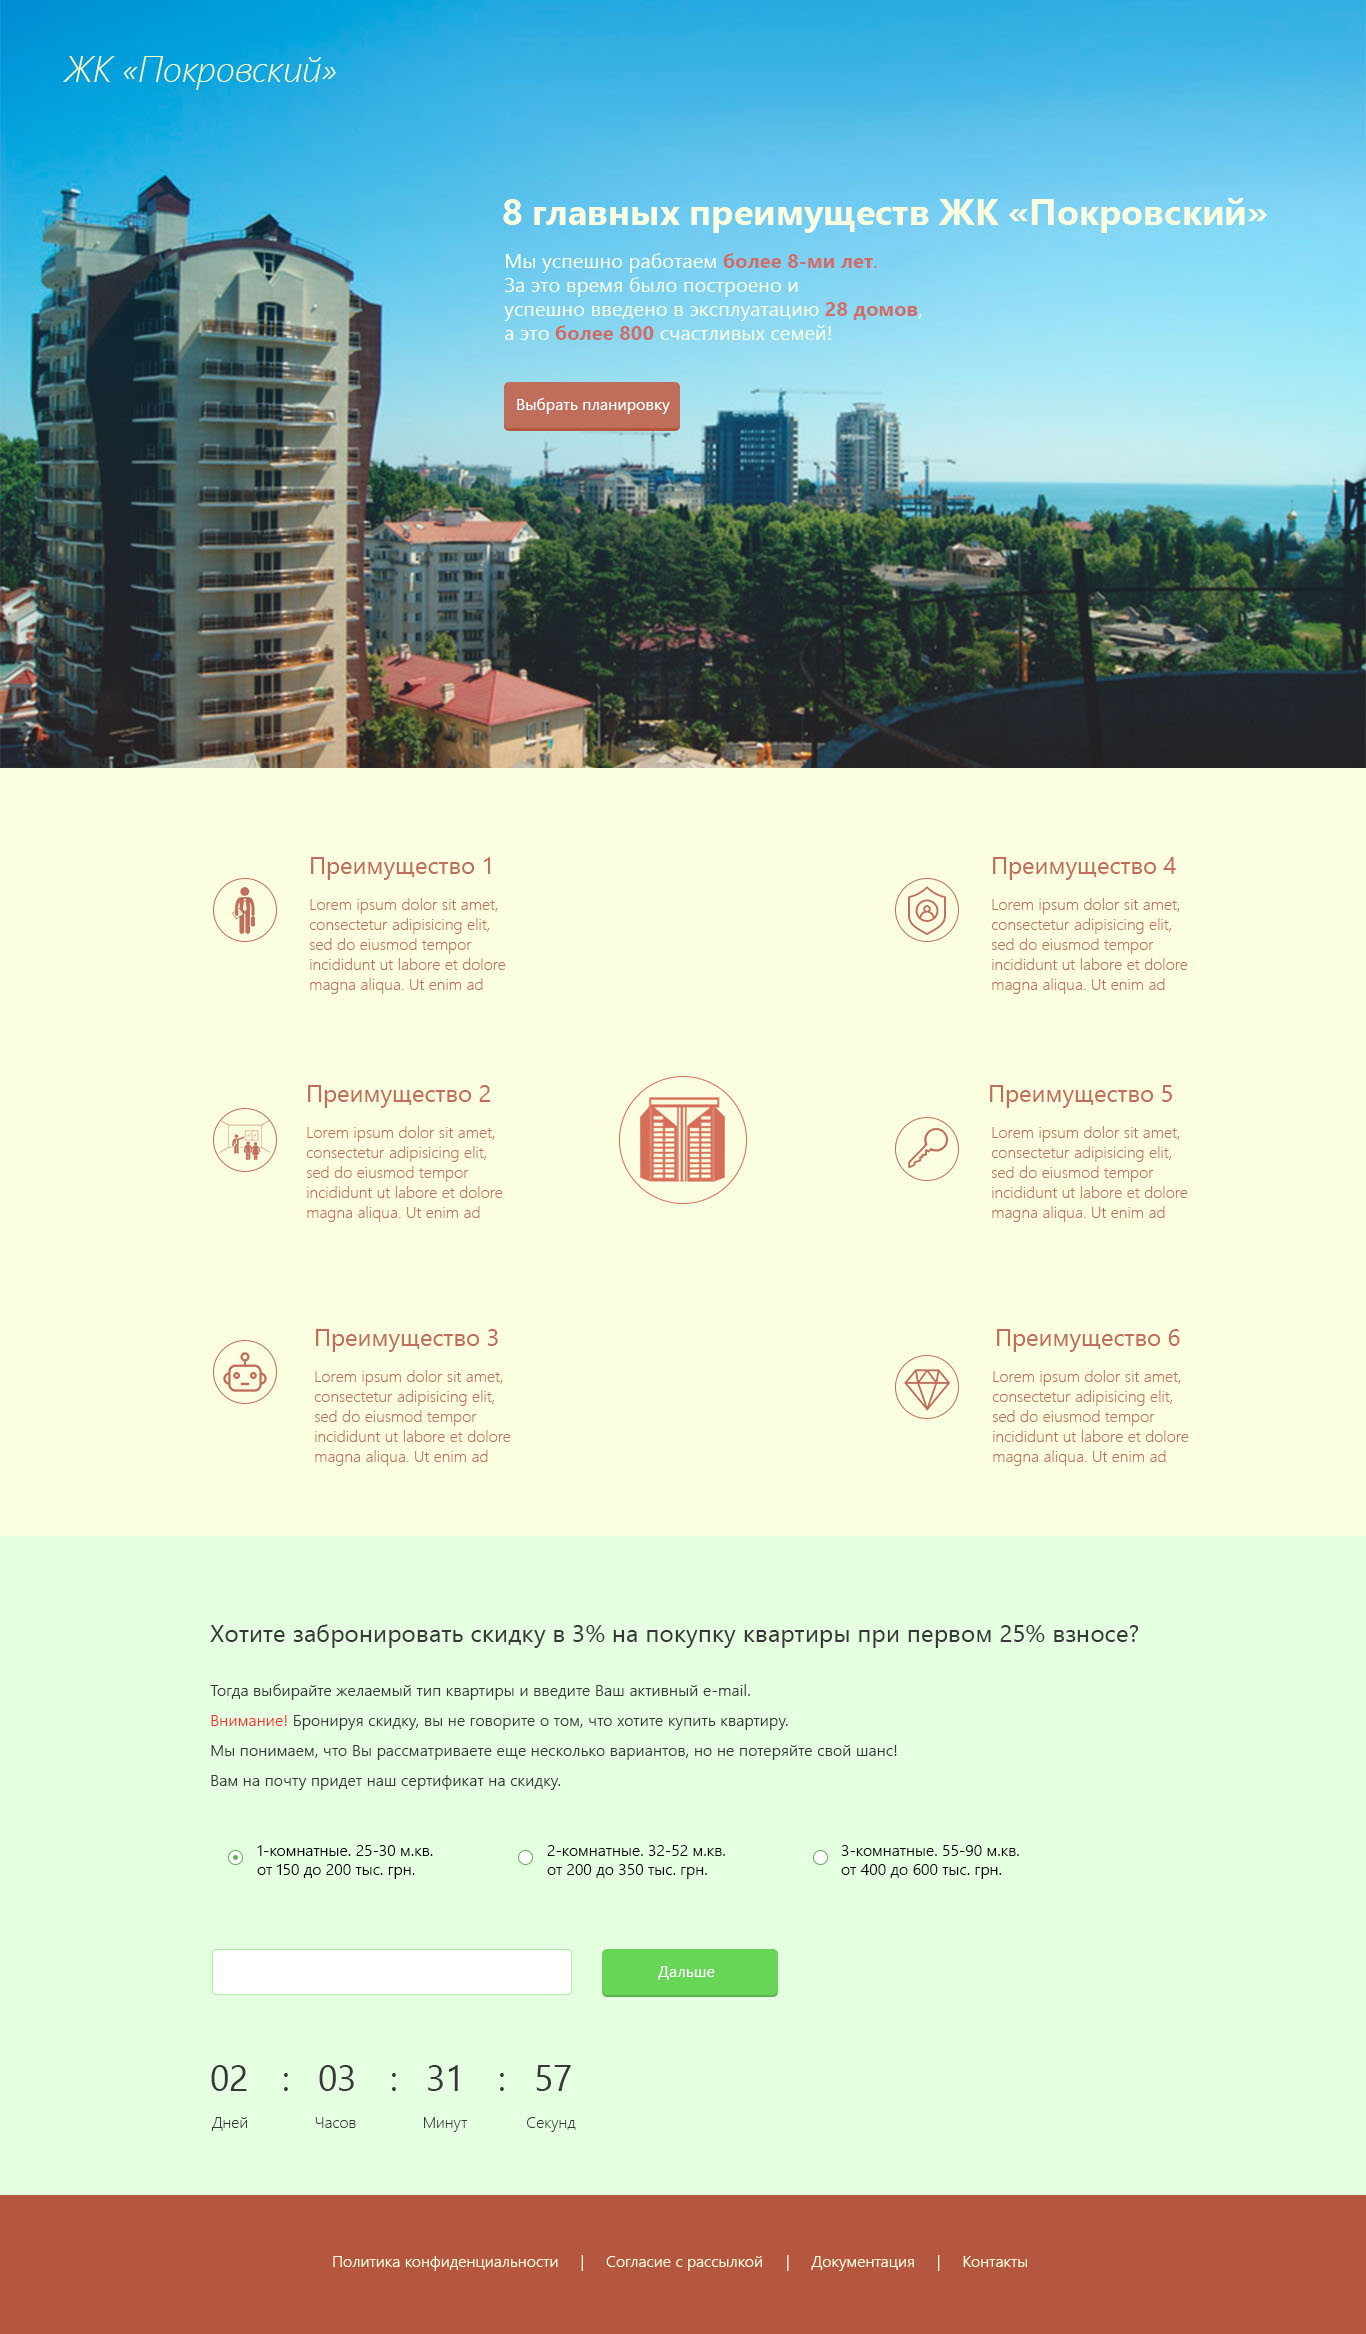 ЖК «Покровский»
8 главных преимуществ ЖК «Покровский»
Мы успешно работаем более 8-ми лет.
За это время было построено и
успешно введено в эксплуатацию 28 домов,
а это более 800 счастливых семей!
Выбрать планировку
Преимущество 1
Lorem ipsum dolor sit amet,
consectetur adipisicing elit,
sed do eiusmod tempor
incididunt ut labore et dolore
magna aliqua. Ut enim ad
Преимущество 4
Lorem ipsum dolor sit amet,
consectetur adipisicing elit,
sed do eiusmod tempor
incididunt ut labore et dolore
magna aliqua. Ut enim ad
Преимущество 2
Lorem ipsum dolor sit amet,
consectetur adipisicing elit,
sed do eiusmod tempor
incididunt ut labore et dolore
magna aliqua. Ut enim ad
Преимущество 5
Lorem ipsum dolor sit amet,
consectetur adipisicing elit,
sed do eiusmod tempor
incididunt ut labore et dolore
magna aliqua. Ut enim ad
Преимущество 3
Lorem ipsum dolor sit amet,
consectetur adipisicing elit,
sed do eiusmod tempor
incididunt ut labore et dolore
magna aliqua. Ut enim ad
Преимущество 6
Lorem ipsum dolor sit amet,
consectetur adipisicing elit,
sed do eiusmod tempor
incididunt ut labore et dolore
magna aliqua. Ut enim ad
Хотите забронировать скидку в 3% на покупку квартиры при первом 25% взносе?
Тогда выбирайте желаемый тип квартиры и введите Ваш активный e-mail.
Внимание! Бронируя скидку, вы не говорите о том, что хотите купить квартиру.
Мы понимаем, что Вы рассматриваете еще несколько вариантов, но не потеряйте свой шанс!
Вам на почту придет наш сертификат на скидку.
1-комнатные. 25-30 м.кв.
от 150 до 200 тыс. грн.
2-комнатные. 32-52 м.кв.
от 200 до 350 тыс. грн.
3-комнатные. 55-90 м.кв.
от 400 до 600 тыс. грн.
Дальше
02 : 03 : 31 : 57
Дней Часов Минут Секунд
Политика конфиденциальности | Согласие с рассылкой | Документация | Контакты